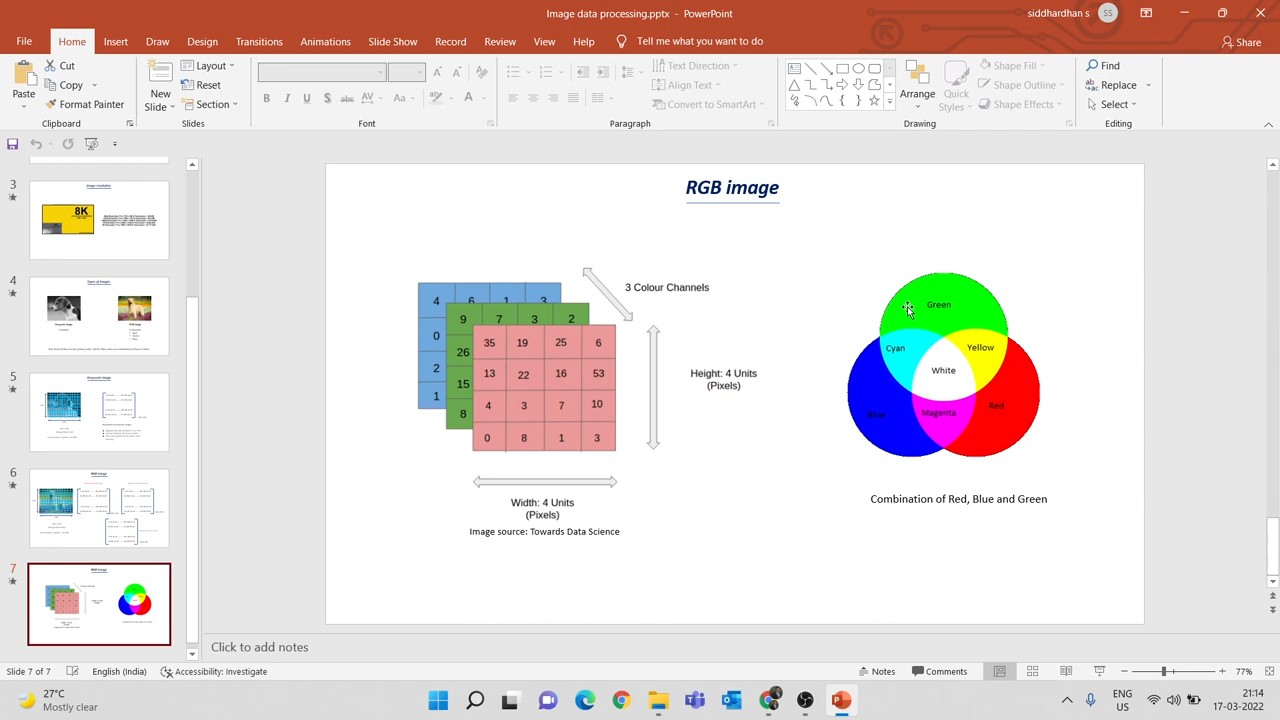 Image data processing.pptx - PowerPoint
siddhardhan s
SS
File Home Insert Draw Design Transitions Animations Slide Show Record Review View Help Tell me what you want to do
Share
Paste
Cut
Copy
Format Painter
Clipboard
New
Slide
Layout
Reset
Section
Slides
Font
Text Direction
Align Text
Convert to SmartArt
Paragraph
Arrange
Quick
Styles
Shape Fill
Shape Outline
Shape Effects
Drawing
Find
Replace
Select
Editing
3
8K
4
5
6
7
RGB image
3 Colour Channels
4 6 1 3
0
2
1
9 7 3 2
26
15
8
35 19 25 6
13 22 16 53
4 3 7 10
0 8 1 3
Height: 4 Units
(Pixels)
Width: 4 Units
(Pixels)
Image source: Towards Data Science
Green
Cyan
Yellow
White
Blue
Magenta
Red
Combination of Red, Blue and Green
Click to add notes
Slide 7 of 7
English (India)
Accessibility: Investigate
Notes
Comments
77%
27°C
Mostly clear
ENG
US
21:14
17-03-2022